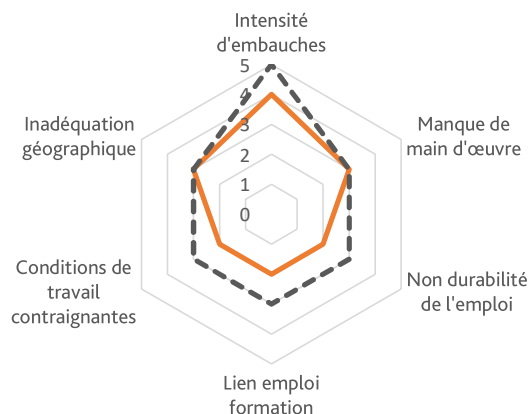 Intensité
d'embauches
5
4
3
2
1
0
Manque de
main d'œuvre
Non durabilité
de l'emploi
Lien emploi
formation
Conditions de
travail
contraignantes
Inadéquation
géographique